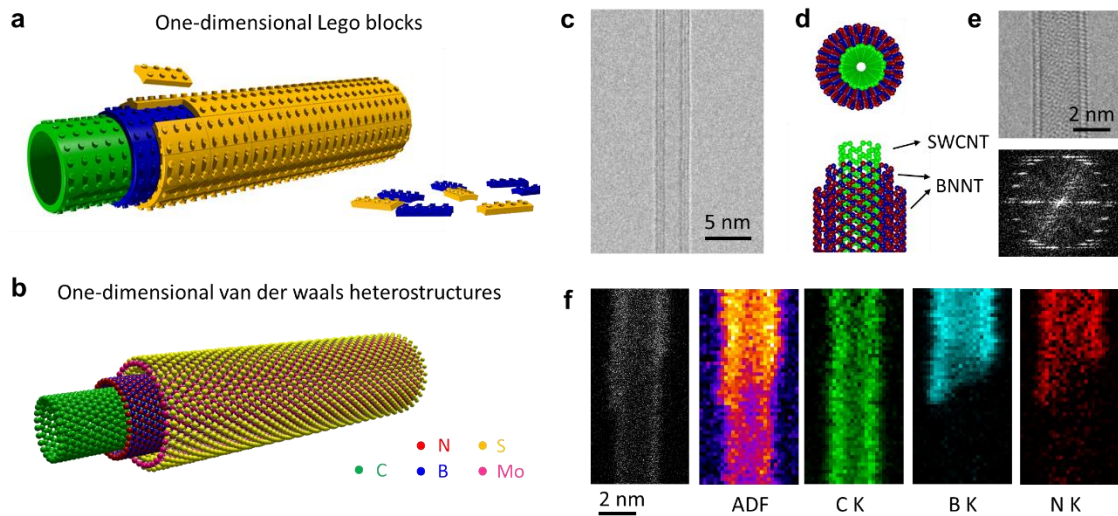 a
One-dimensional Lego blocks
b
One-dimensional van der waals heterostructures
N
S
C
B
Mo
c
5 nm
d
SWCNT
BNNT
e
2 nm
f
2 nm
ADF
C K
B K
N K